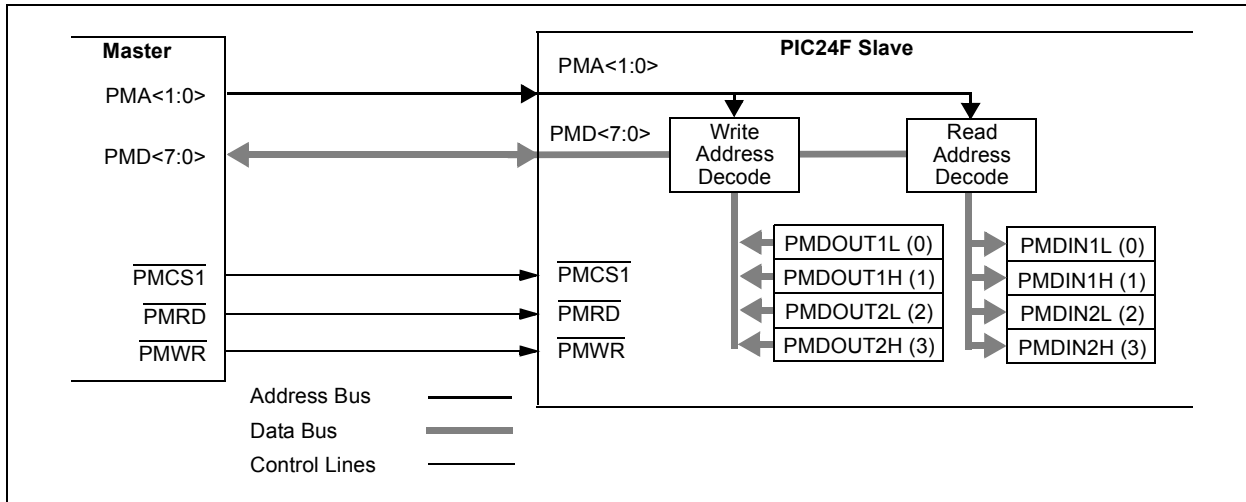 Master
PIC24F Slave
PMA<1:0>
PMA<1:0>
PMD<7:0>
PMD<7:0>
Write
Address
Decode
Read
Address
Decode
PMDOUT1L (0)
PMDOUT1H (1)
PMDOUT2L (2)
PMDOUT2H (3)
PMDIN1L (0)
PMDIN1H (1)
PMDIN2L (2)
PMDIN2H (3)
PMCS1
PMCS1
PMRD
PMRD
PMWR
PMWR
Address Bus
Data Bus
Control Lines